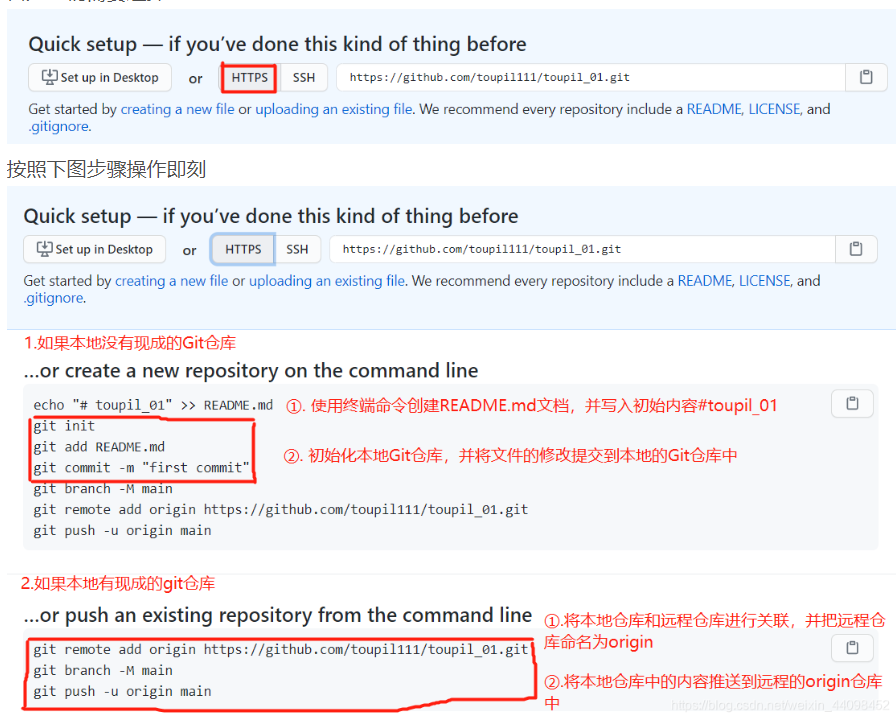 Quick setup — if you've done this kind of thing before
Set up in Desktop or HTTPS SSH https://github.com/toupil111/toupil_01.git
Get started by creating a new file or uploading an existing file. We recommend every repository include a README, LICENSE, and
.gitignore.
按照下图步骤操作即刻
Quick setup — if you've done this kind of thing before
Set up in Desktop or HTTPS SSH https://github.com/toupil111/toupil_01.git
Get started by creating a new file or uploading an existing file. We recommend every repository include a README, LICENSE, and
.gitignore.
1.如果本地没有现成的Git仓库
...or create a new repository on the command line
echo "# toupil_01" >> README.md ①. 使用终端命令创建README.md文档，并写入初始内容#toupil_01
git init
git add README.md
git commit -m "first commit" ②. 初始化本地Git仓库，并将文件的修改提交到本地的Git仓库中
git branch -M main
git remote add origin https://github.com/toupil111/toupil_01.git
git push -u origin main
2.如果本地有现成的git仓库
...or push an existing repository from the command line
git remote add origin https://github.com/toupil111/toupil_01.git
git branch -M main
git push -u origin main
①.将本地仓库和远程仓库进行关联，并把远程仓
库命名为origin
②.将本地仓库中的内容推送到远程的origin仓库
中
https://blog.csdn.net/weixin_44098462